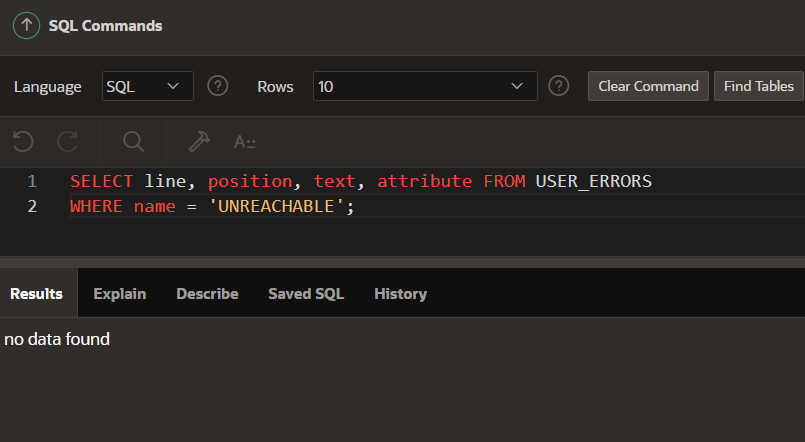 SQL Commands
Language SQL Rows 10 Clear Command Find Tables
A::
1 SELECT line, position, text, attribute FROM USER_ERRORS
2 WHERE name = 'UNREACHABLE';
Results Explain Describe Saved SQL History
no data found